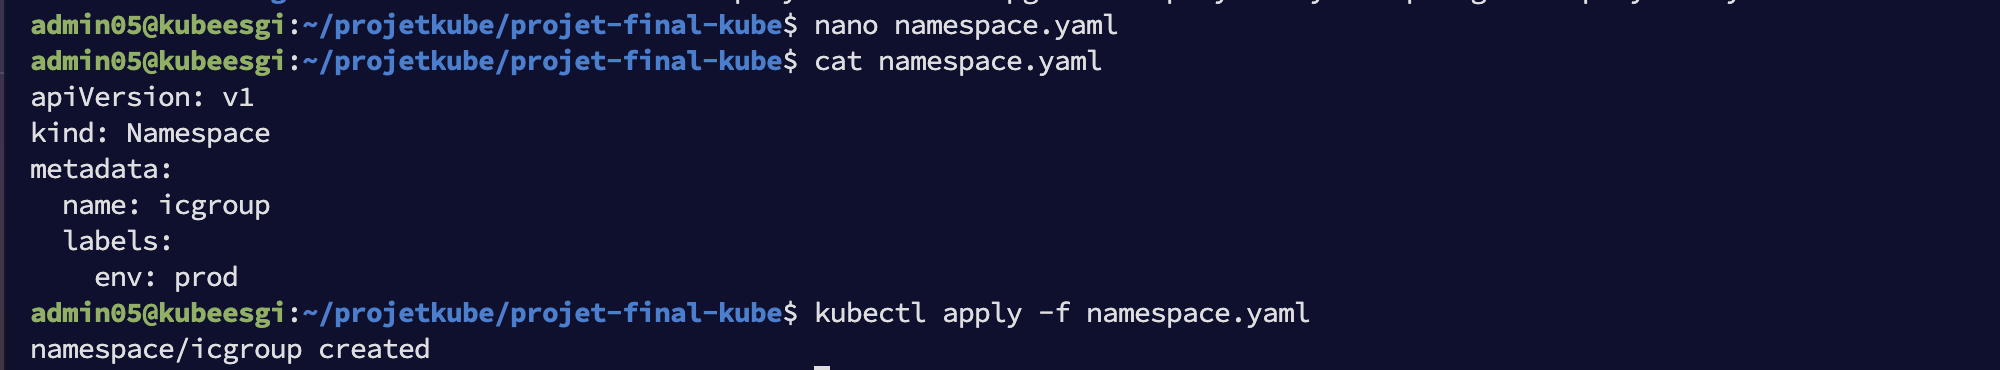 admin05@kubeesgi:~/projetkube/projet-final-kube$ nano namespace.yaml
admin05@kubeesgi:~/projetkube/projet-final-kube$ cat namespace.yaml
apiVersion: v1
kind: Namespace
metadata:
  name: icgroup
  labels:
    env: prod
admin05@kubeesgi:~/projetkube/projet-final-kube$ kubectl apply -f namespace.yaml
namespace/icgroup created